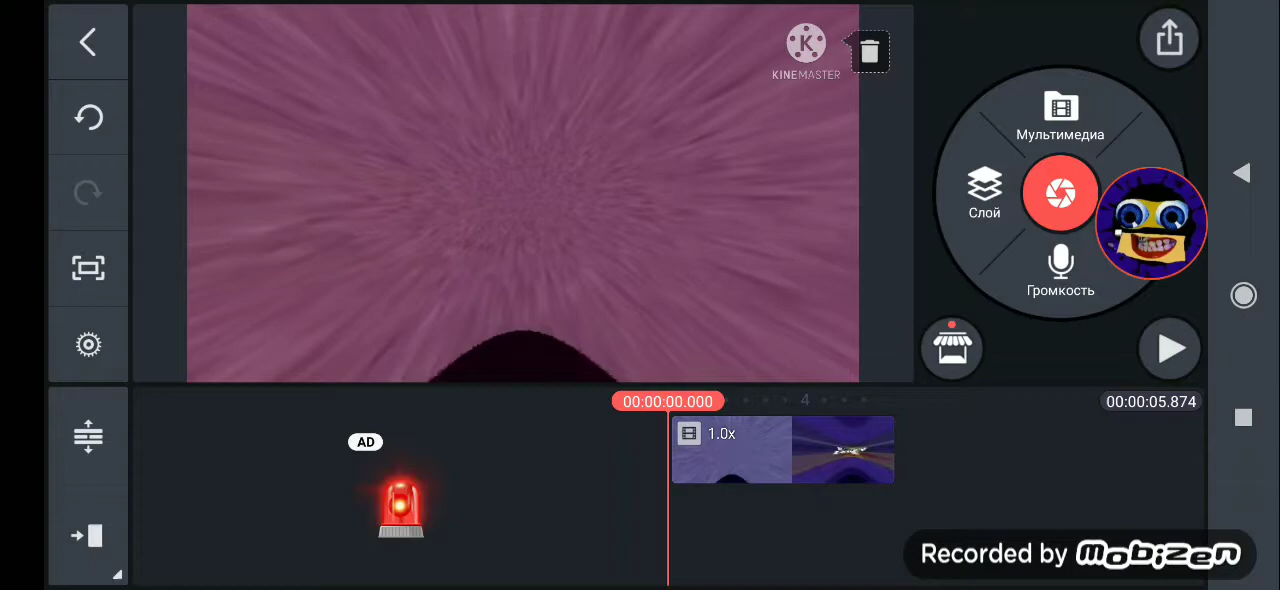 KINEMASTER
Мультимедиа
Слой
Громкость
00:00:00.000
4
00:00:05.874
AD
1.0x
Recorded by mobizen